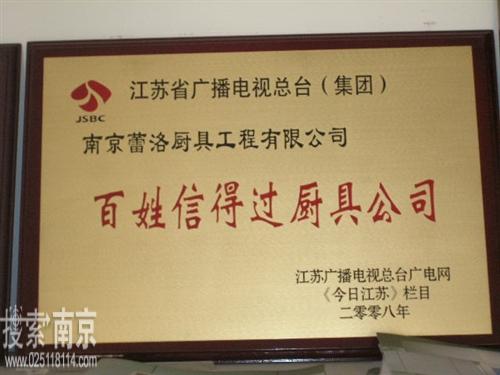 江苏省广播电视总台（集团）
JSBC
南京蕾洛厨具工程有限公司
百姓信得过厨具公司
江苏广播电视总台广电网
《今日江苏》栏目
二零零八年
搜索南京
www.025118114.com